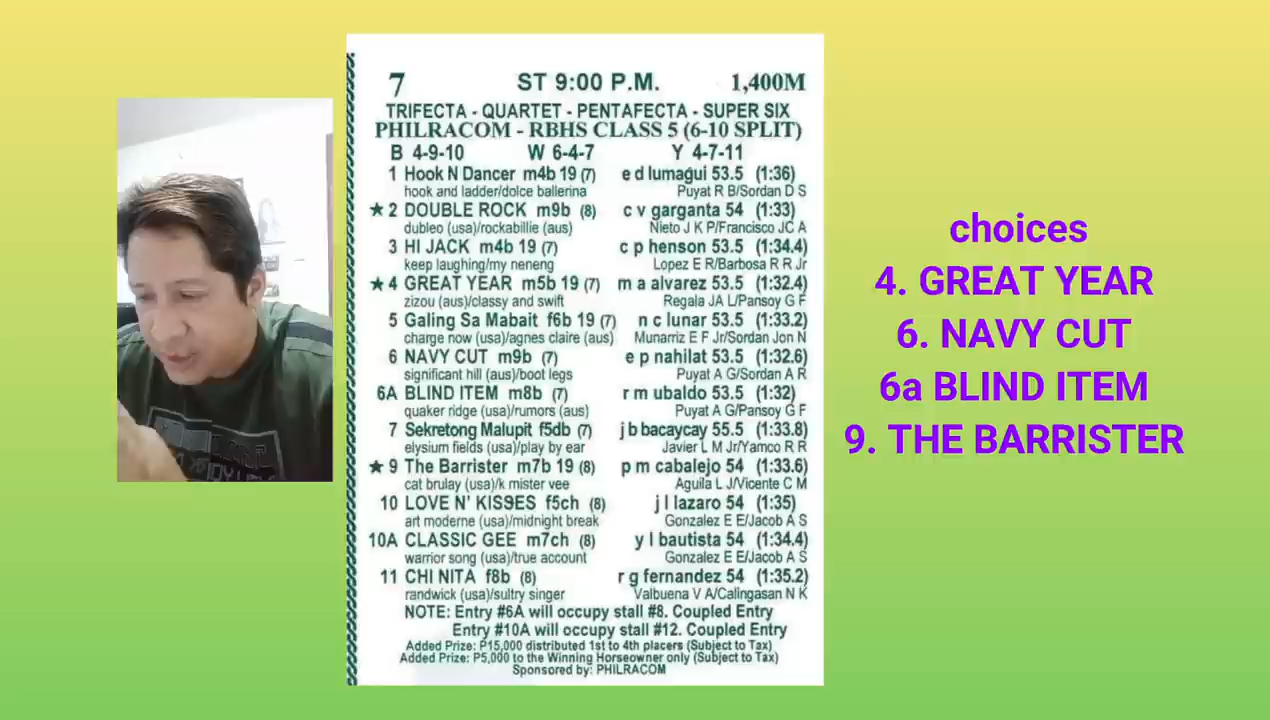 7 ST 9:00 P.M. 1,400M
TRIFECTA - QUARTET - PENTAFECTA - SUPER SIX
PHILRACOM - RBHS CLASS 5 (6-10 SPLIT)
B 4-9-10 W 6-4-7 Y 4-7-11
1 Hook N Dancer m4b 19 (7) e d lumagui 53.5 (1:36)
hook and ladder/dolce ballerina Puyat R B/Sordan D S
★ 2 DOUBLE ROCK m9b (8) c v garganta 54 (1:33)
dubleo (usa)/rockabillie (aus) Nieto J K P/Francisco JC A
3 HI JACK m4b 19 (7) c p henson 53.5 (1:34.4)
keep laughing/my neneng Lopez E R/Barbosa R R Jr
★ 4 GREAT YEAR m5b 19 (7) m a alvarez 53.5 (1:32.4)
zizou (aus)/classy and swift Regala JA L/Pansoy G F
5 Galing Sa Mabait f6b 19 (7) n c lunar 53.5 (1:33.2)
charge now (usa)/agnes claire (aus) Munarriz E F Jr/Sordan Jon N
6 NAVY CUT m9b (7) e p nahilat 53.5 (1:32.6)
significant hill (aus)/boot legs Puyat A G/Sordan A R
6A BLIND ITEM m8b (7) r m ubaldo 53.5 (1:32)
quaker ridge (usa)/rumors (aus) Puyat A G/Pansoy G F
7 Sekretong Malupit f5db (7) j b bacaycay 55.5 (1:33.8)
elysium fields (usa)/play by ear Javier L M Jr/Yamco R R
★ 9 The Barrister m7b 19 (8) p m cabalejo 54 (1:33.6)
cat brulay (usa)/k mister vee Aguila L J/Vicente C M
10 LOVE N' KISSES f5ch (8) j l lazaro 54 (1:35)
art moderne (usa)/midnight break Gonzalez E E/Jacob A S
10A CLASSIC GEE m7ch (8) y l bautista 54 (1:34.4)
warrior song (usa)/true account Gonzalez E E/Jacob A S
11 CHI NITA f8b (8) r g fernandez 54 (1:35.2)
randwick (usa)/sultry singer Valbuena V A/Calingasan N K
NOTE: Entry #6A will occupy stall #8. Coupled Entry
Entry #10A will occupy stall #12. Coupled Entry
Added Prize: P15,000 distributed 1st to 4th placers (Subject to Tax)
Added Prize: P5,000 to the Winning Horseowner only (Subject to Tax)
Sponsored by: PHILRACOM
choices
4. GREAT YEAR
6. NAVY CUT
6a BLIND ITEM
9. THE BARRISTER